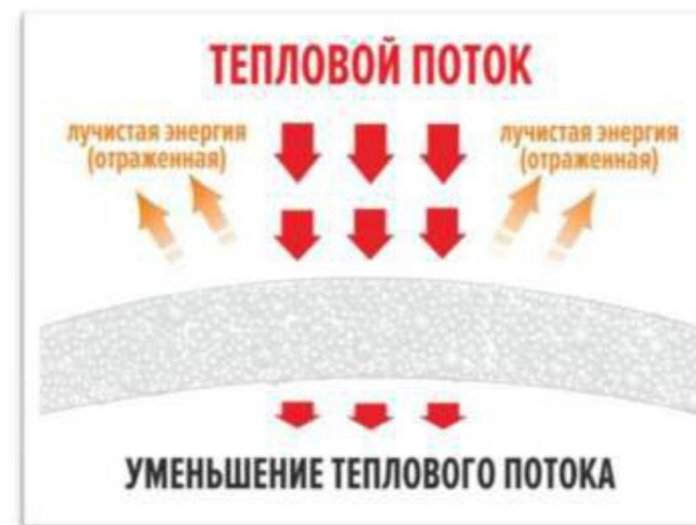 ТЕПЛОВОЙ ПОТОК
лучистая энергия
(отраженная)
лучистая энергия
(отраженная)
УМЕНЬШЕНИЕ ТЕПЛОВОГО ПОТОКА